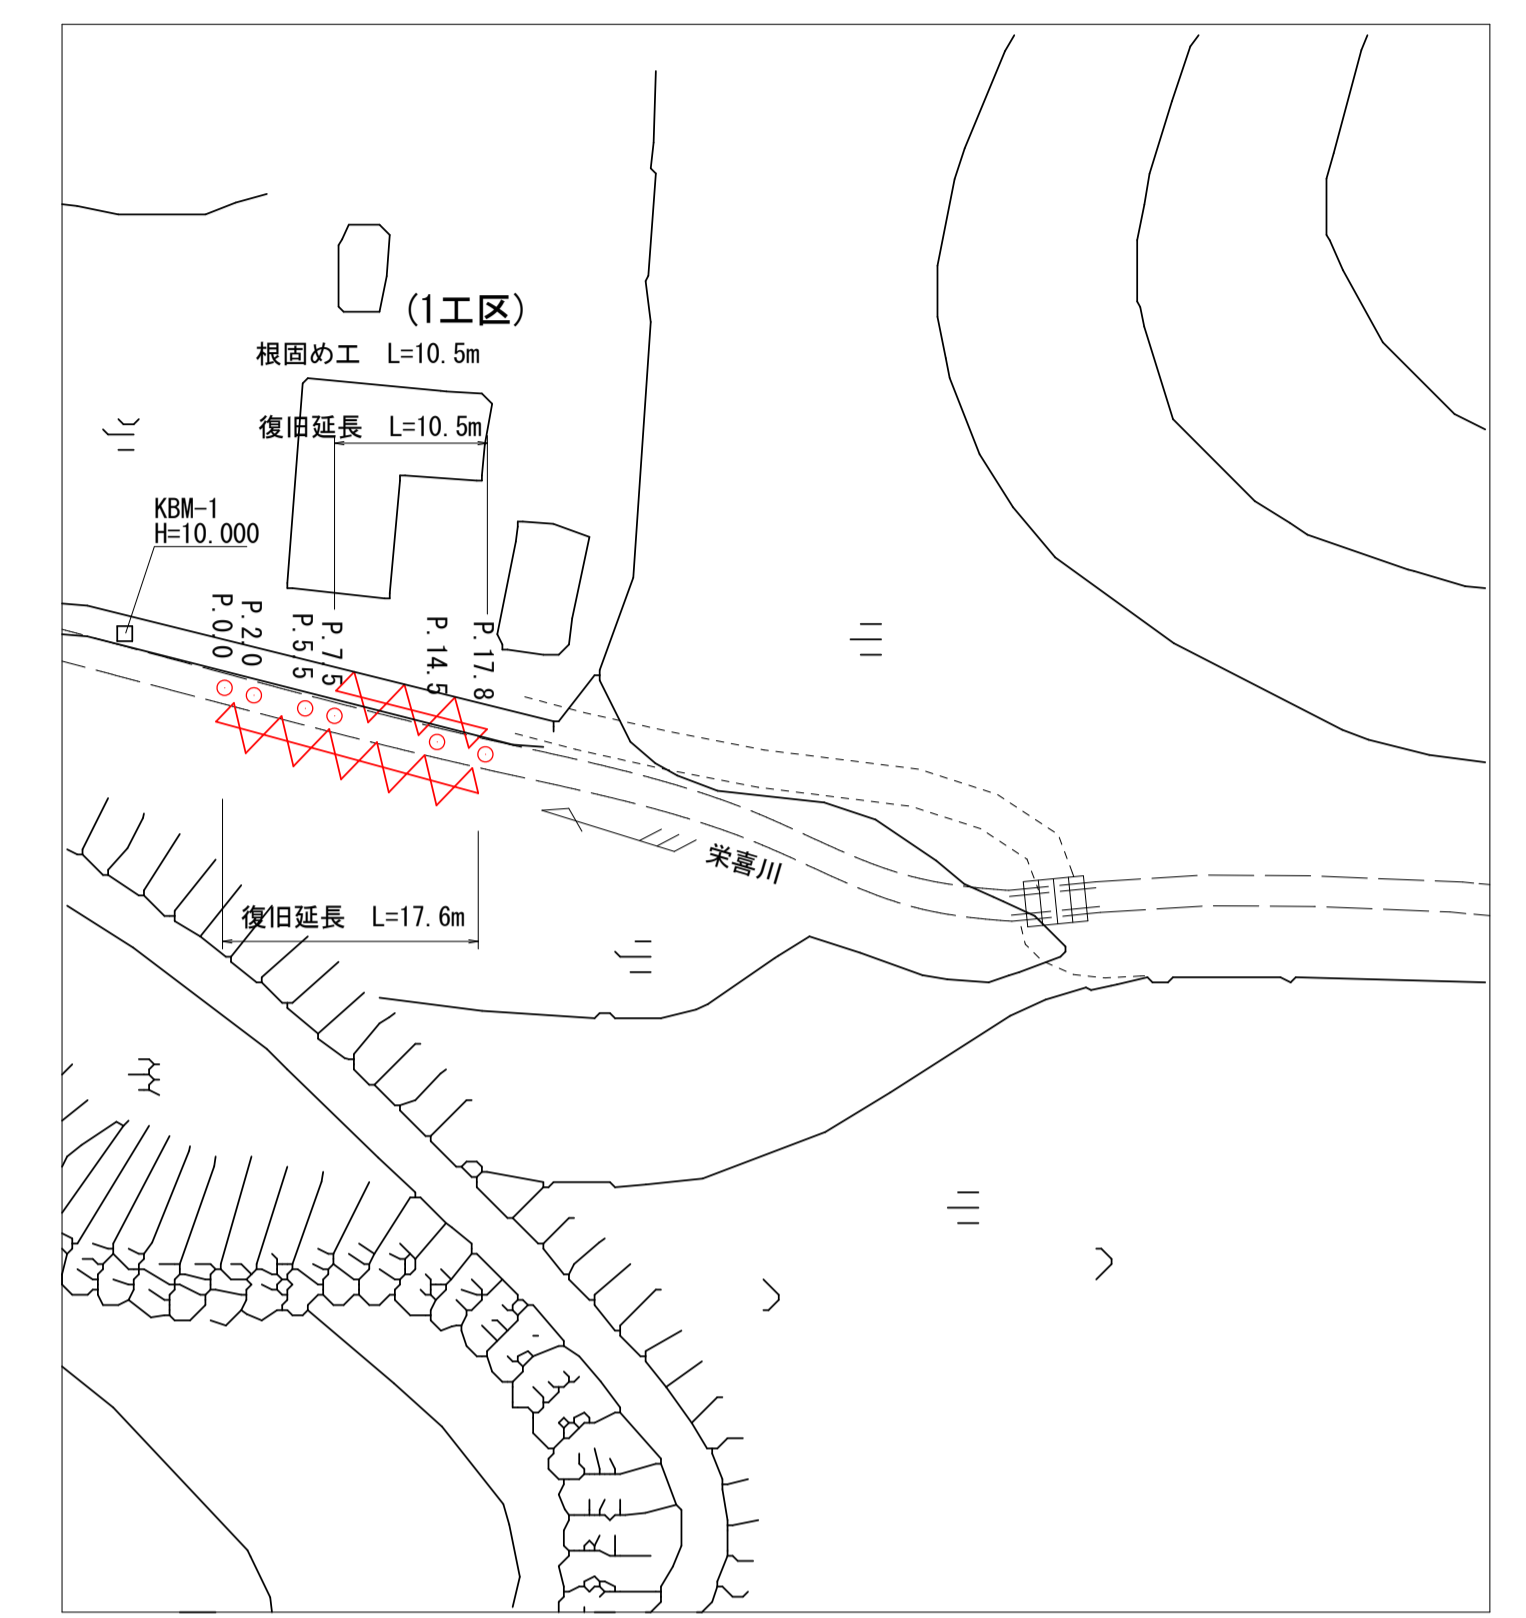 (1工区)
根固め工 L=10.5m
復旧延長 L=10.5m
KBM-1
H=10.000
P.0.0
P.2.0
P.5.5
P.7.5
P.14.5
P.17.8
栄喜川
復旧延長 L=17.6m